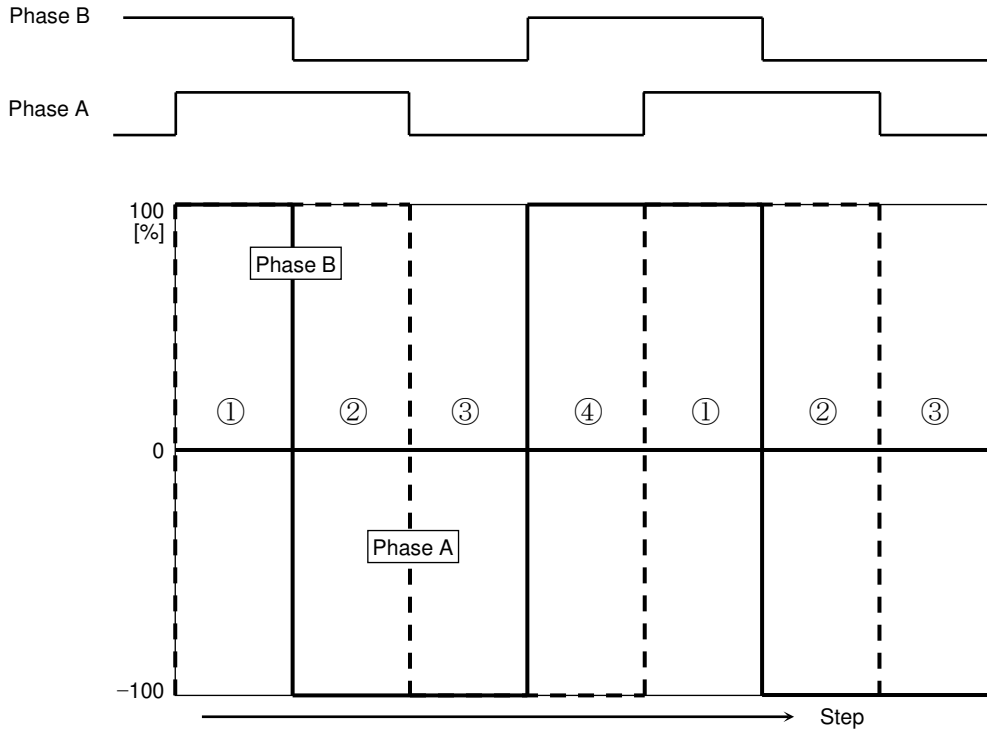 Phase B
Phase A
100
[%]
Phase B
① ② ③ ④ ① ② ③
0
Phase A
−100
Step